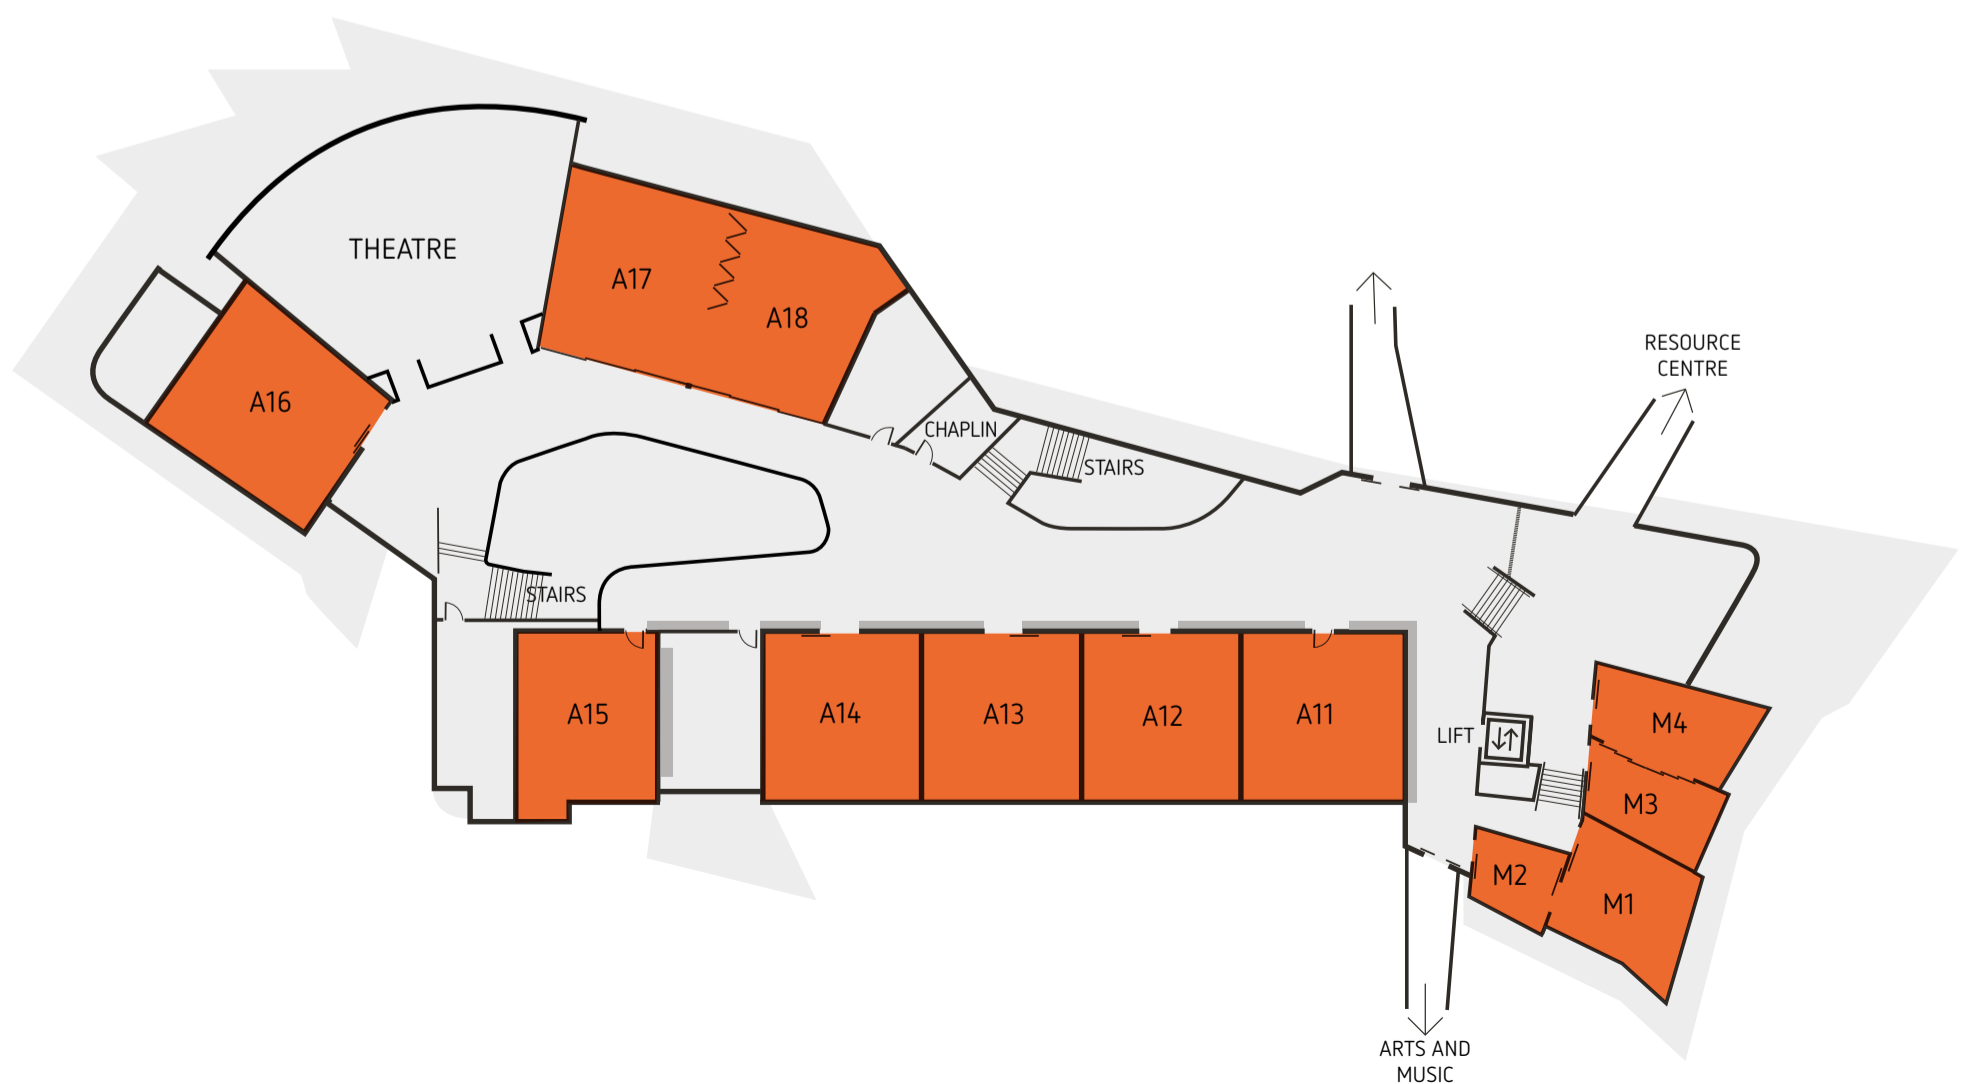 THEATRE
A17
A18
A16
RESOURCE
CENTRE
CHAPLIN
STAIRS
STAIRS
A15
A14
A13
A12
A11
LIFT
M4
M3
M2
M1
ARTS AND
MUSIC